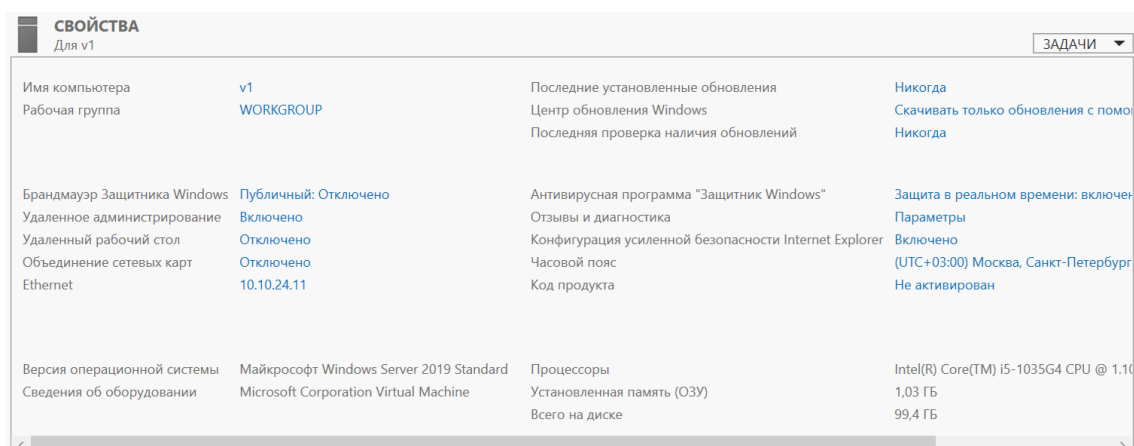 СВОЙСТВА
Для v1
ЗАДАЧИ
Имя компьютера v1 Последние установленные обновления Никогда
Рабочая группа WORKGROUP Центр обновления Windows Скачивать только обновления с
Последняя проверка наличия обновлений Никогда
Брандмауэр Защитника Windows Публичный: Отключено Антивирусная программа "Защитник Windows" Защита в реальном времени:
Удаленное администрирование Включено Отзывы и диагностика Параметры
Удаленный рабочий стол Отключено Конфигурация усиленной безопасности Internet Explorer Включено
Объединение сетевых карт Отключено Часовой пояс (UTC+03:00) Москва, Санкт-Петербург
Ethernet 10.10.24.11 Код продукта Не активирован
Версия операционной системы Майкрософт Windows Server 2019 Standard Процессоры Intel(R) Core(TM) i5-1035G4 CPU @
Сведения об оборудовании Microsoft Corporation Virtual Machine Установленная память (ОЗУ) 1,03 ГБ
Всего на диске 99,4 ГБ